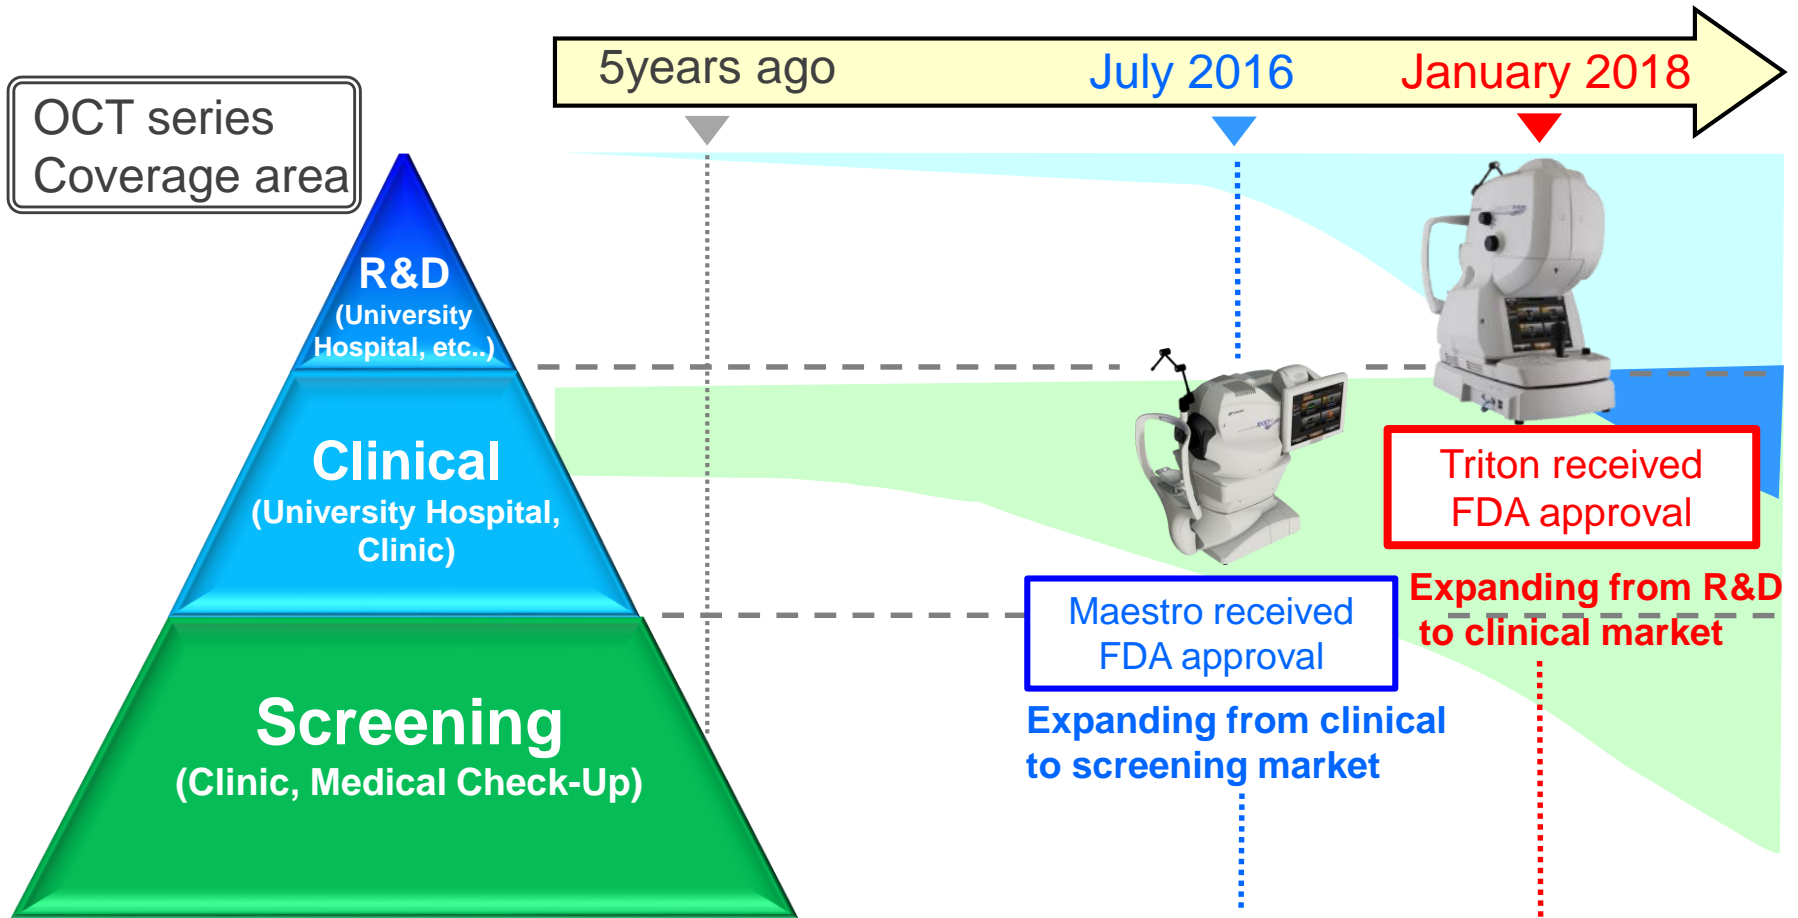 5years ago
July 2016
January 2018
OCT series
Coverage area
R&D
(University
Hospital, etc..)
Clinical
(University Hospital,
Clinic)
Screening
(Clinic, Medical Check-Up)
Maestro received
FDA approval
Expanding from clinical
to screening market
Triton received
FDA approval
Expanding from R&D
to clinical market